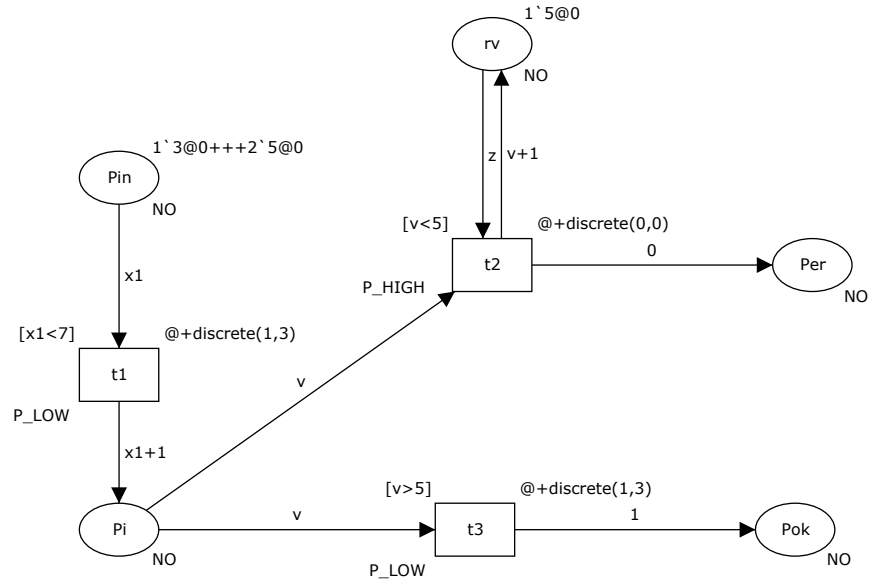 1`5@0
rv
NO
1`3@0+++2`5@0
Pin
NO
z
v+1
[v<5]
@+discrete(0,0)
t2
0
Per
P_HIGH
NO
x1
[x1<7]
@+discrete(1,3)
t1
P_LOW
v
x1+1
[v>5]
@+discrete(1,3)
Pi
v
t3
1
Pok
NO
P_LOW
NO